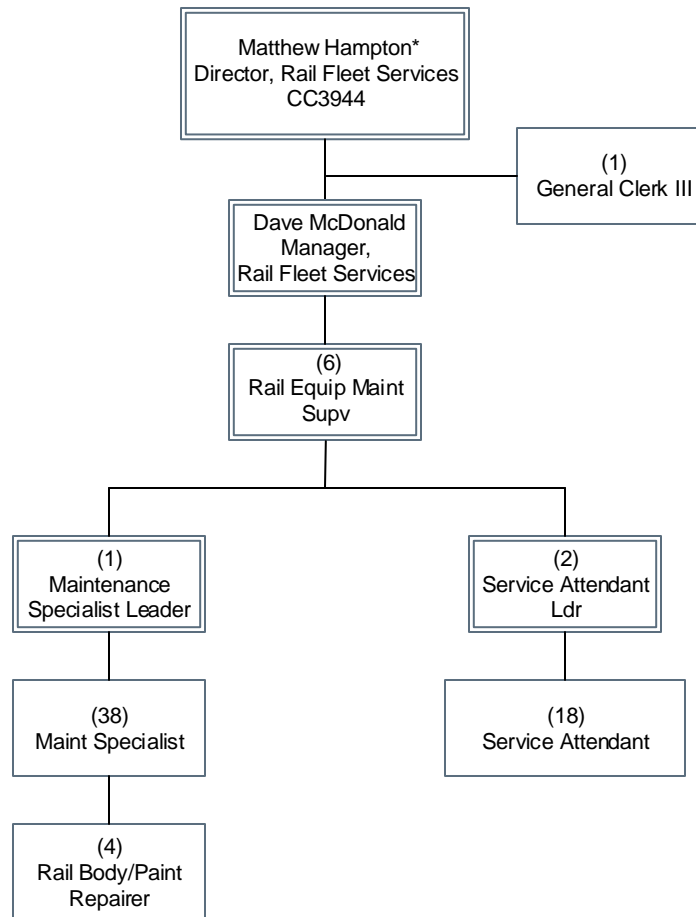 Matthew Hampton*
Director, Rail Fleet Services
CC3944
(1)
General Clerk III
Dave McDonald
Manager,
Rail Fleet Services
(6)
Rail Equip Maint
Supv
(1)
Maintenance
Specialist Leader
(2)
Service Attendant
Ldr
(38)
Maint Specialist
(18)
Service Attendant
(4)
Rail Body/Paint
Repairer